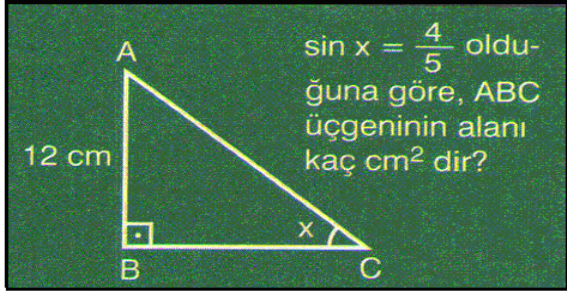 sin x = 4/5 oldu-
ğuna göre, ABC
üçgeninin alanı
kaç cm² dir?
A
12 cm
x
B
C